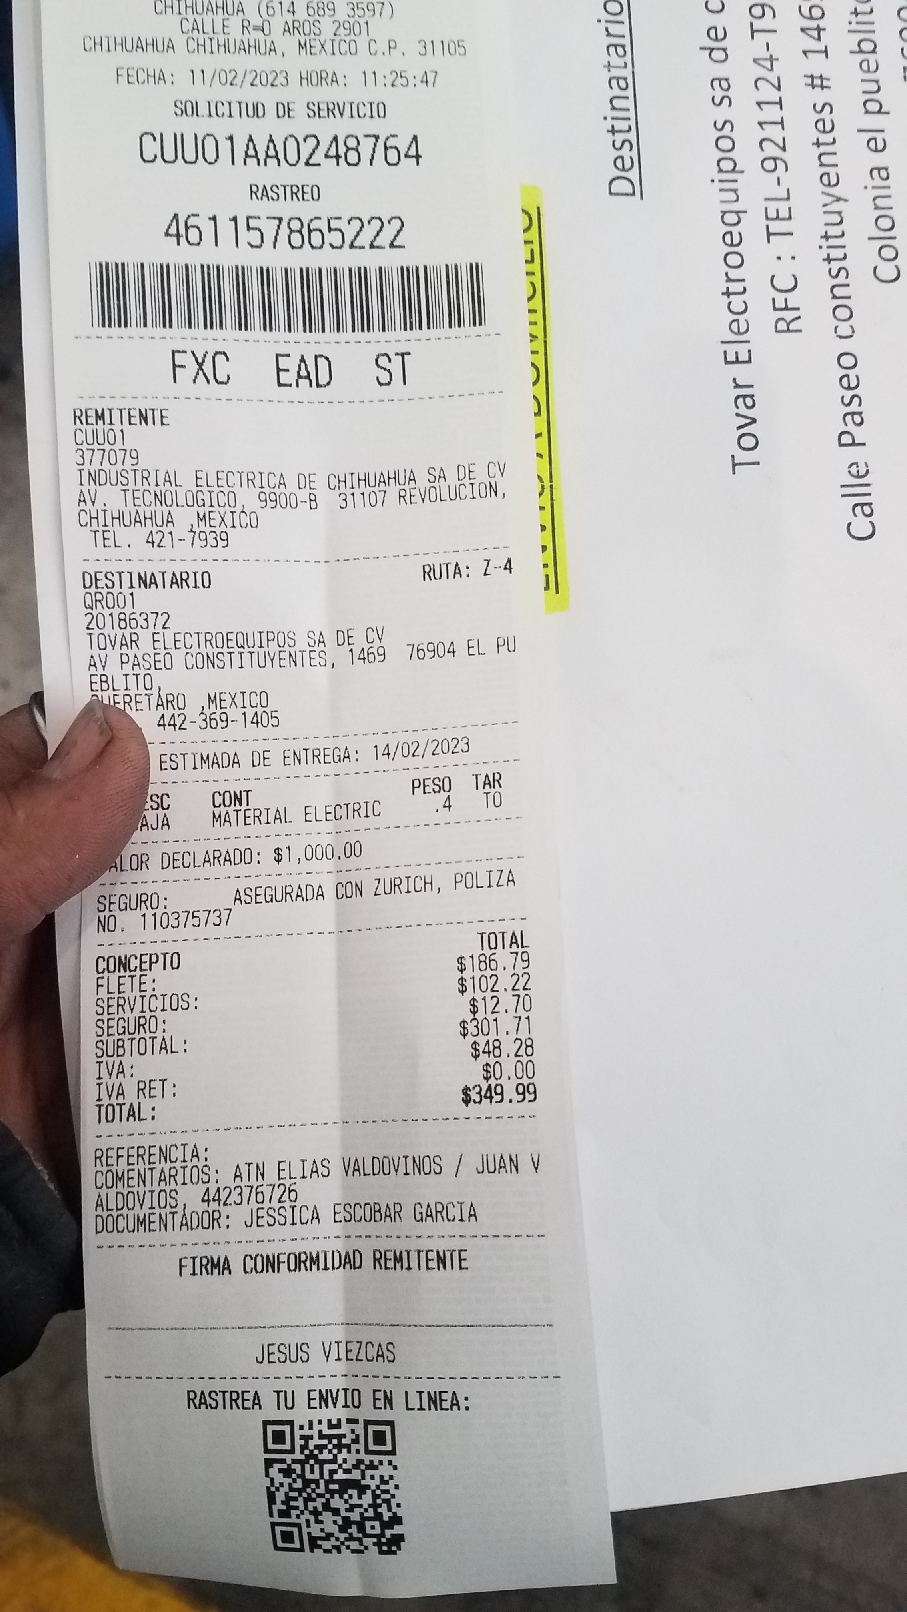 CHIHUAHUA (614 689 3597)
CALLE R=O AROS 2901
CHIHUAHUA CHIHUAHUA, MEXICO C.P. 31105
FECHA: 11/02/2023 HORA: 11:25:47
SOLICITUD DE SERVICIO
CUU01AA0248764
RASTREO
461157865222
FXC EAD ST
REMITENTE
CUU01
377079
INDUSTRIAL ELECTRICA DE CHIHUAHUA SA DE CV
AV. TECNOLOGICO, 9900-B 31107 REVOLUCION,
CHIHUAHUA ,MEXICO
TEL. 421-7939
DESTINATARIO RUTA: Z-4
QRO01
20186372
TOVAR ELECTROEQUIPOS SA DE CV
AV PASEO CONSTITUYENTES, 1469 76904 EL PU
EBLITO,
QUERETARO ,MEXICO
442-369-1405
ESTIMADA DE ENTREGA: 14/02/2023
ESC CONT PESO TAR
AJA MATERIAL ELECTRIC .4 TO
ALOR DECLARADO: $1,000.00
SEGURO: ASEGURADA CON ZURICH, POLIZA
NO. 110375737
TOTAL
CONCEPTO $186.79
FLETE: $102.22
SERVICIOS: $12.70
SEGURO: $301.71
SUBTOTAL: $48.28
IVA: $0.00
IVA RET: $349.99
TOTAL:
REFERENCIA:
COMENTARIOS: ATN ELIAS VALDOVINOS / JUAN V
ALDOVIOS, 442376726
DOCUMENTADOR: JESSICA ESCOBAR GARCIA
FIRMA CONFORMIDAD REMITENTE
JESUS VIEZCAS
RASTREA TU ENVIO EN LINEA:
ENVIO A DOMICILIO
Destinatario
Tovar Electroequipos sa de c
RFC : TEL-921124-T9
Calle Paseo constituyentes # 146
Colonia el pueblit